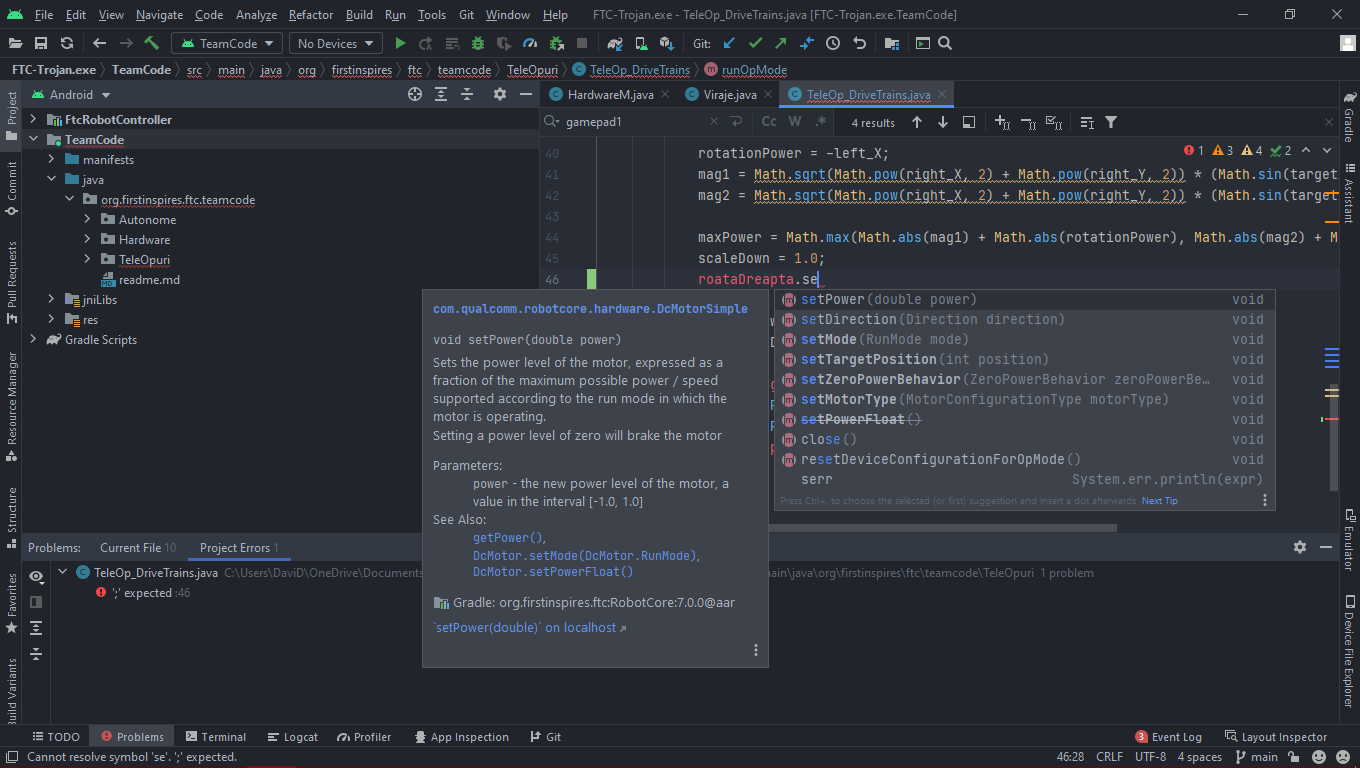 File Edit View Navigate Code Analyze Refactor Build Run Tools Git Window Help FTC-Trojan.exe - TeleOp_DriveTrains.java [FTC-Trojan.exe.TeamCode]
TeamCode No Devices Git:
FTC-Trojan.exe TeamCode src main java org firstinspires ftc teamcode TeleOpuri TeleOp_DriveTrains runOpMode
Project
Commit
Pull Requests
Resource Manager
Structure
Favorites
Build Variants
Android
FtcRobotController
TeamCode
manifests
java
org.firstinspires.ftc.teamcode
Autonome
Hardware
TeleOpuri
readme.md
jniLibs
res
Gradle Scripts
HardwareM.java Viraje.java TeleOp_DriveTrains.java
gamepad1 Cc W .* 4 results
1 3 4 2
40 rotationPower = -left_X;
41 mag1 = Math.sqrt(Math.pow(right_X, 2) + Math.pow(right_Y, 2)) * (Math.sin(target
42 mag2 = Math.sqrt(Math.pow(right_X, 2) + Math.pow(right_Y, 2)) * (Math.sin(target
43
44 maxPower = Math.max(Math.abs(mag1) + Math.abs(rotationPower), Math.abs(mag2) + M
45 scaleDown = 1.0;
46 roataDreapta.se
com.qualcomm.robotcore.hardware.DcMotorSimple
void setPower(double power)
Sets the power level of the motor, expressed as a
fraction of the maximum possible power / speed
supported according to the run mode in which the
motor is operating.
Setting a power level of zero will brake the motor
Parameters:
power - the new power level of the motor, a
value in the interval [-1.0, 1.0]
See Also:
getPower(),
DcMotor.setMode(DcMotor.RunMode),
DcMotor.setPowerFloat()
Gradle: org.firstinspires.ftc:RobotCore:7.0.0@aar
`setPower(double)` on localhost ↗
setPower(double power) void
setDirection(Direction direction) void
setMode(RunMode mode) void
setTargetPosition(int position) void
setZeroPowerBehavior(ZeroPowerBehavior zeroPowerBe… void
setMotorType(MotorConfigurationType motorType) void
setPowerFloat() void
close() void
resetDeviceConfigurationForOpMode() void
serr System.err.println(expr)
Press Ctrl+. to choose the selected (or first) suggestion and insert a dot afterwards Next Tip
Gradle
Assistant
Emulator
Device File Explorer
Problems: Current File 10 Project Errors 1
TeleOp_DriveTrains.java C:\Users\DaviD\OneDrive\Documents ain\java\org\firstinspires\ftc\teamcode\TeleOpuri 1 problem
';' expected :46
TODO Problems Terminal Logcat Profiler App Inspection Git 3 Event Log Layout Inspector
Cannot resolve symbol 'se'. ';' expected. 46:28 CRLF UTF-8 4 spaces main